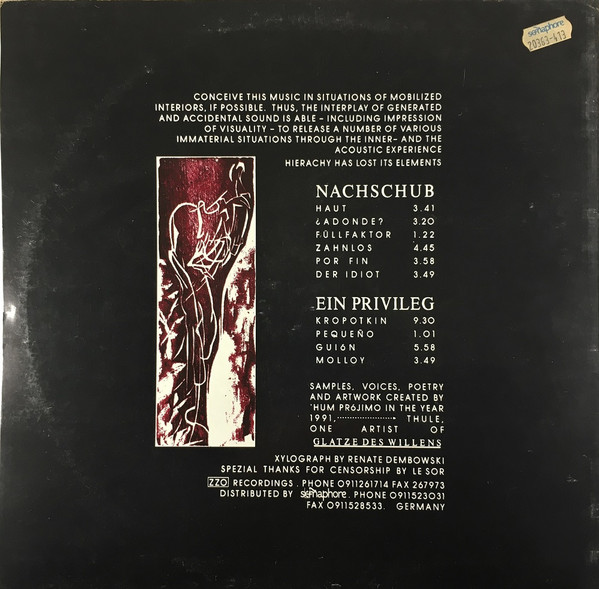 semaphore
20363-413
CONCEIVE THIS MUSIC IN SITUATIONS OF MOBILIZED
INTERIORS, IF POSSIBLE. THUS, THE INTERPLAY OF GENERATED
AND ACCIDENTAL SOUND IS ABLE – INCLUDING IMPRESSION
OF VISUALITY – TO RELEASE A NUMBER OF VARIOUS
IMMATERIAL SITUATIONS THROUGH THE INNER– AND THE
ACOUSTIC EXPERIENCE
HIERACHY HAS LOST ITS ELEMENTS
NACHSCHUB
HAUT 3.41
¿ADONDE? 3.20
FÜLLFAKTOR 1.22
ZAHNLOS 4.45
POR FIN 3.58
DER IDIOT 3.49
EIN PRIVILEG
KROPOTKIN 9.30
PEQUEÑO 1.01
GUIÓN 5.58
MOLLOY 3.49
SAMPLES, VOICES, POETRY
AND ARTWORK CREATED BY
'HUM PRÓJIMO IN THE YEAR
1991,·················· THULE,
ONE ARTIST OF
GLATZE DES WILLENS
XYLOGRAPH BY RENATE DEMBOWSKI
SPEZIAL THANKS FOR CENSORSHIP BY LE SOR
ZZO RECORDINGS . PHONE 0911261714 FAX 267973
DISTRIBUTED BY semaphore . PHONE 0911523031
FAX 0911528533. GERMANY